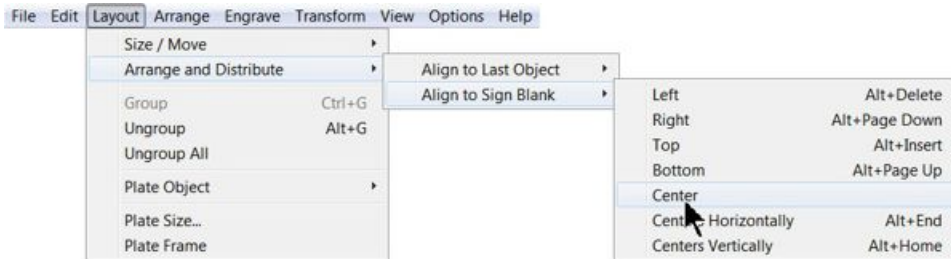 File Edit Layout Arrange Engrave Transform View Options Help
Size / Move
Arrange and Distribute
Group Ctrl+G
Ungroup Alt+G
Ungroup All
Plate Object
Plate Size...
Plate Frame
Align to Last Object
Align to Sign Blank
Left Alt+Delete
Right Alt+Page Down
Top Alt+Insert
Bottom Alt+Page Up
Center
Horizontally Alt+End
Centers Vertically Alt+Home